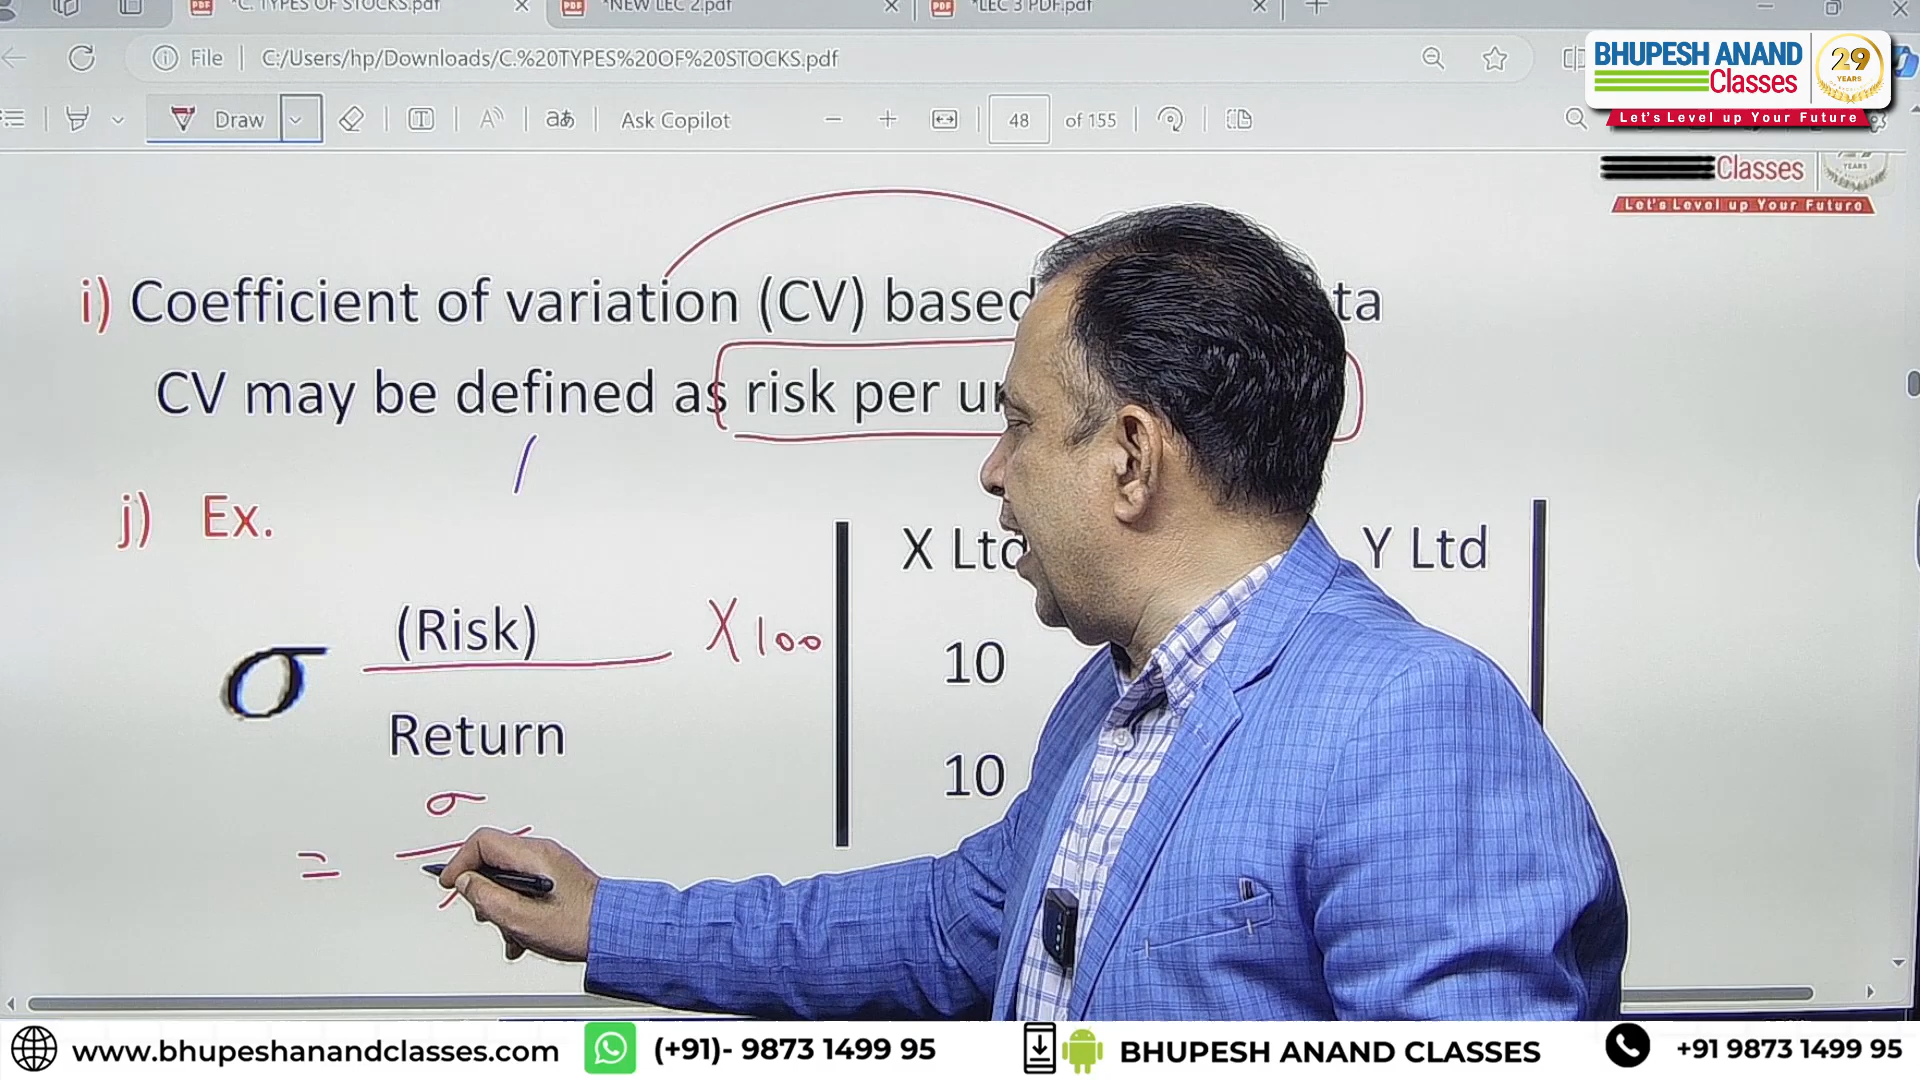 *C. TYPES OF STOCKS.pdf
*NEW LEC 2.pdf
*LEC 3 PDF.pdf
File
C:/Users/hp/Downloads/C.%20TYPES%20OF%20STOCKS.pdf
Draw
Ask Copilot
48
of 155
BHUPESH ANAND
Classes
29
YEARS
Let's Level up Your Future
Classes
YEARS
Let's Level up Your Future
i) Coefficient of variation (CV) based
CV may be defined as risk per
j) Ex.
X Ltd
Y Ltd
σ (Risk) X 100
10
Return
10
σ
=
www.bhupeshanandclasses.com
(+91)- 9873 1499 95
BHUPESH ANAND CLASSES
+91 9873 1499 95